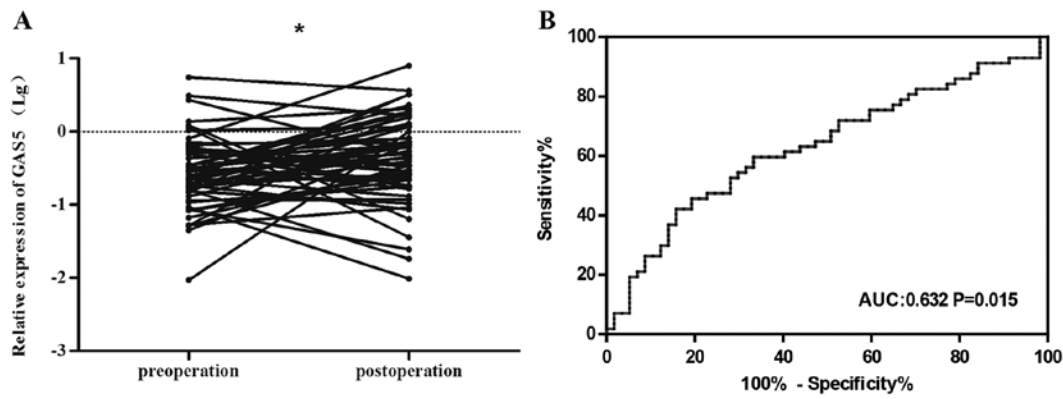 A
*
Relative expression of GAS5 （Lg）
1
0
-1
-2
-3
preoperation
postoperation
B
Sensitivity%
100
80
60
40
20
0
AUC:0.632 P=0.015
0
20
40
60
80
100
100% - Specificity%